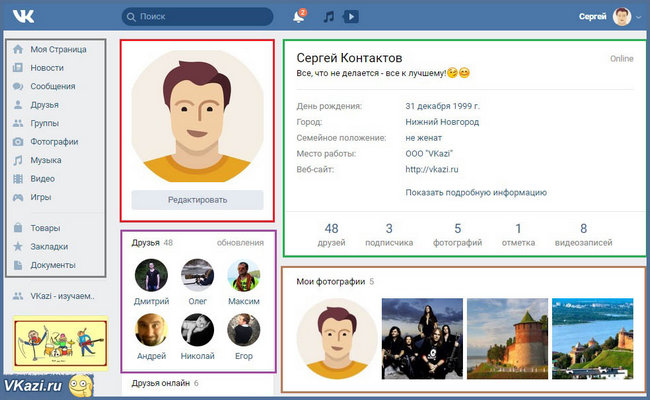 VK
Поиск
2
Сергей
Моя Страница
Новости
Сообщения
Друзья
Группы
Фотографии
Музыка
Видео
Игры
Товары
Закладки
Документы
VKazi - изучаем..
VKazi.ru
Редактировать
Друзья 48 обновления
Дмитрий Олег Максим
Андрей Николай Егор
Друзья онлайн 6
Сергей Контактов Online
Все, что не делается - все к лучшему!
День рождения: 31 декабря 1999 г.
Город: Нижний Новгород
Семейное положение: не женат
Место работы: ООО "VKazi"
Веб-сайт: http://vkazi.ru
Показать подробную информацию
48 3 5 1 8
друзей подписчика фотографий отметка видеозаписей
Мои фотографии 5